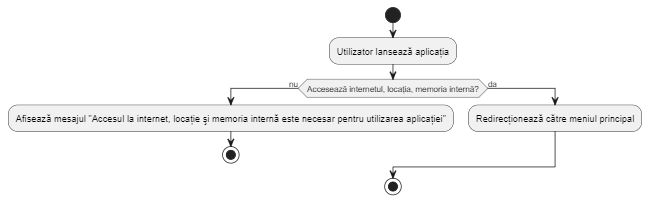 Utilizator lansează aplicația
Accesează internetul, locația, memoria internă?
nu
da
Afisează mesajul "Accesul la internet, locație și memoria internă este necesar pentru utilizarea aplicației"
Redirecționează către meniul principal